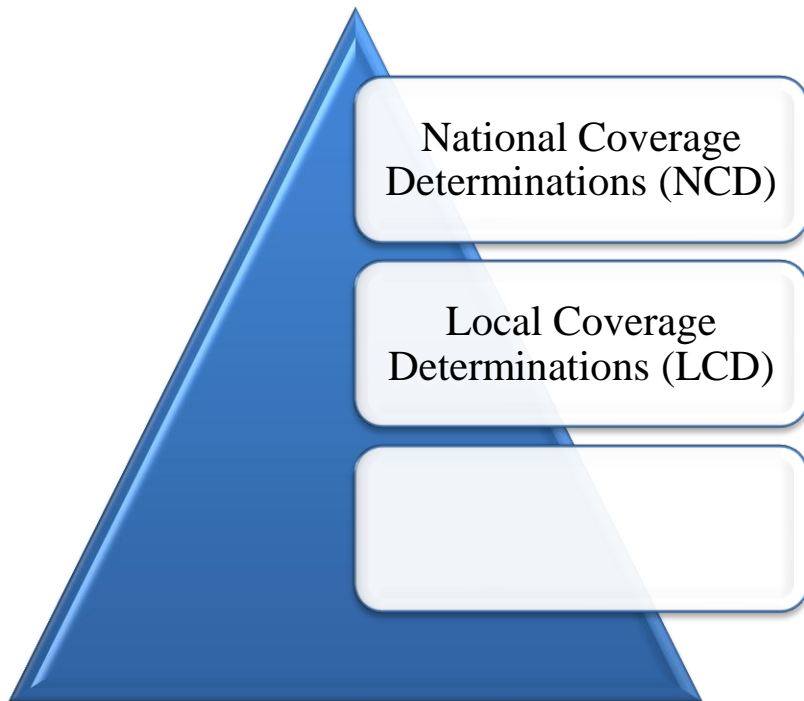 National Coverage
Determinations (NCD)
Local Coverage
Determinations (LCD)